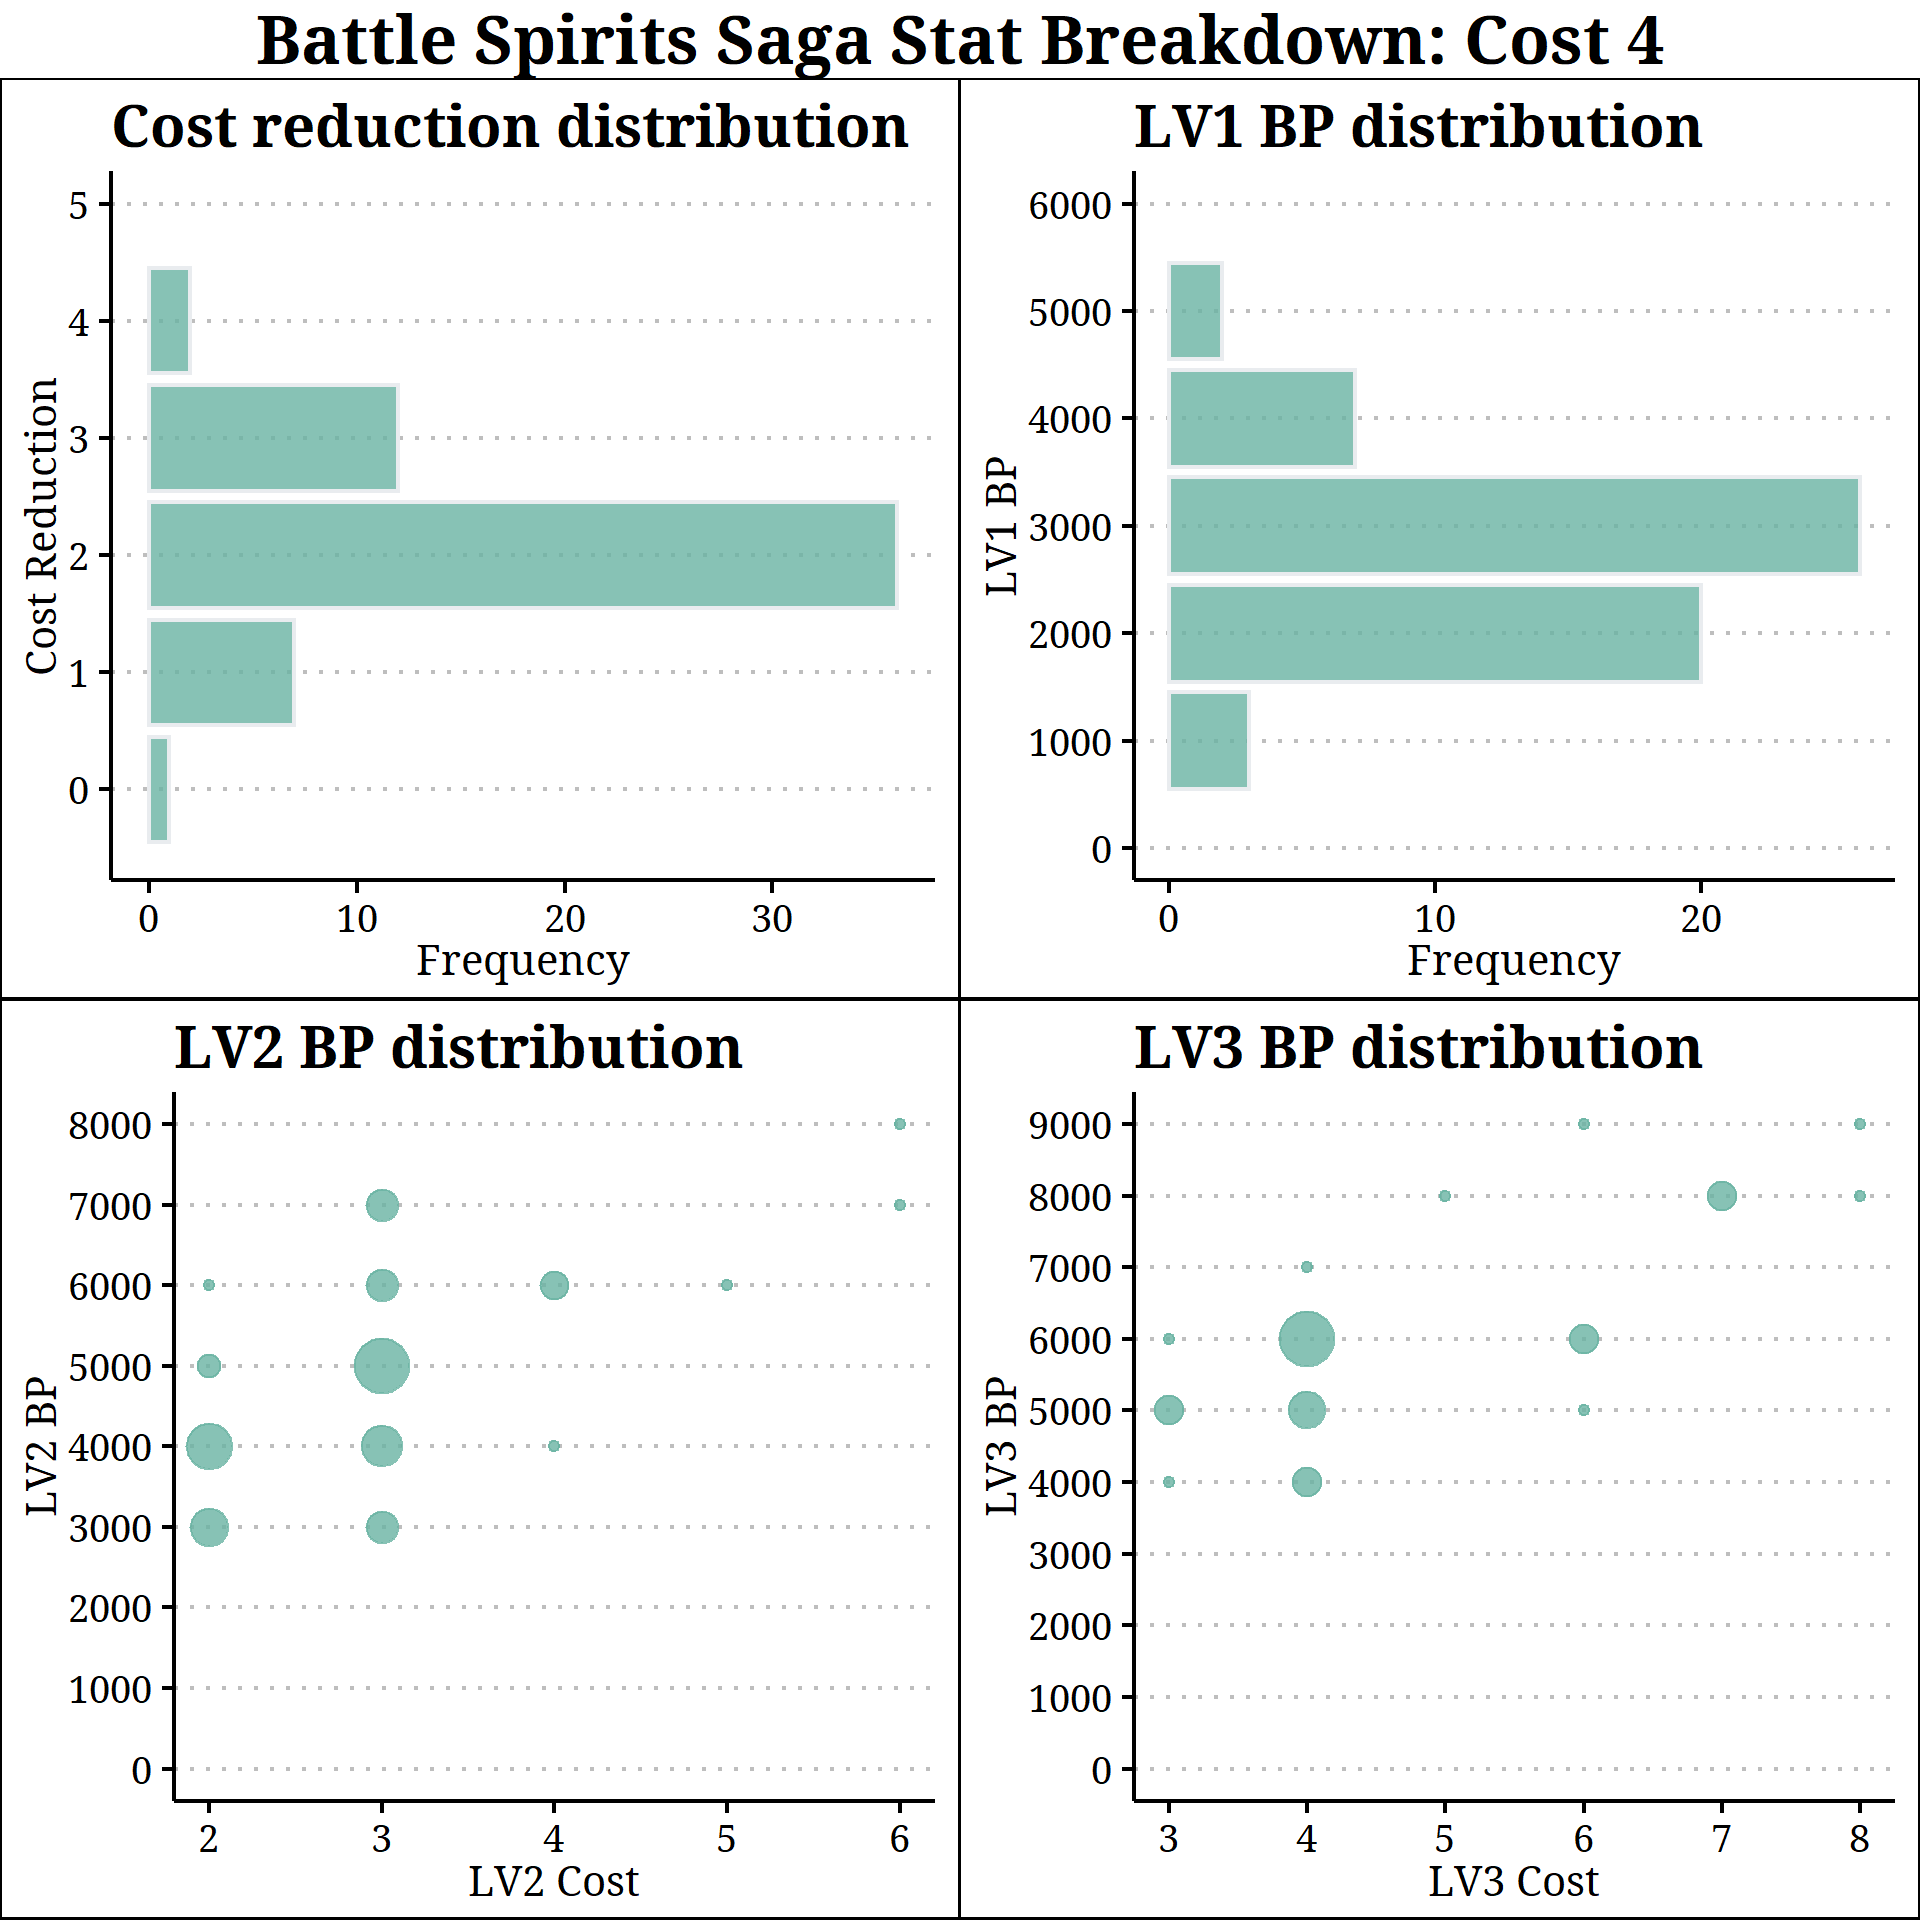 Battle Spirits Saga Stat Breakdown: Cost 4
Cost reduction distribution
5
4
3
2
1
0
Cost Reduction
0 10 20 30
Frequency
LV1 BP distribution
6000
5000
4000
3000
2000
1000
0
LV1 BP
0 10 20
Frequency
LV2 BP distribution
8000
7000
6000
5000
4000
3000
2000
1000
0
LV2 BP
2 3 4 5 6
LV2 Cost
LV3 BP distribution
9000
8000
7000
6000
5000
4000
3000
2000
1000
0
LV3 BP
3 4 5 6 7 8
LV3 Cost